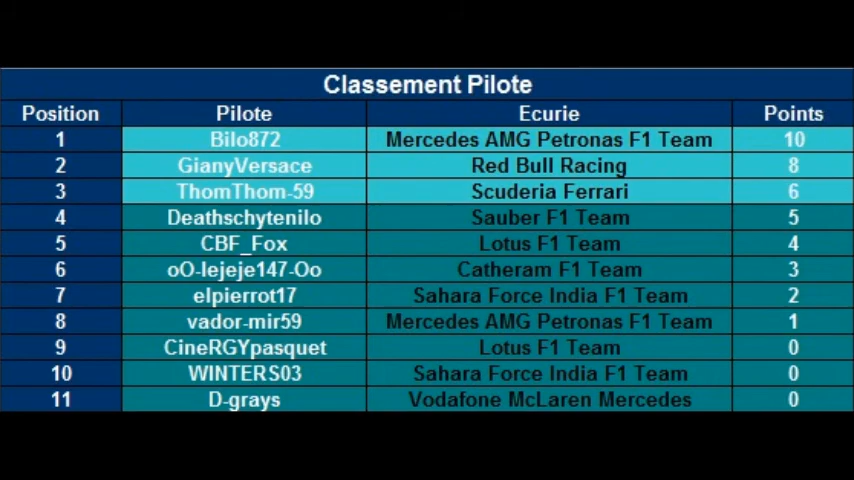 Classement Pilote
Position Pilote Ecurie Points
1 Bilo872 Mercedes AMG Petronas F1 Team 10
2 GianyVersace Red Bull Racing 8
3 ThomThom-59 Scuderia Ferrari 6
4 Deathschytenilo Sauber F1 Team 5
5 CBF_Fox Lotus F1 Team 4
6 oO-lejeje147-Oo Catheram F1 Team 3
7 elpierrot17 Sahara Force India F1 Team 2
8 vador-mir59 Mercedes AMG Petronas F1 Team 1
9 CineRGYpasquet Lotus F1 Team 0
10 WINTERS03 Sahara Force India F1 Team 0
11 D-grays Vodafone McLaren Mercedes 0